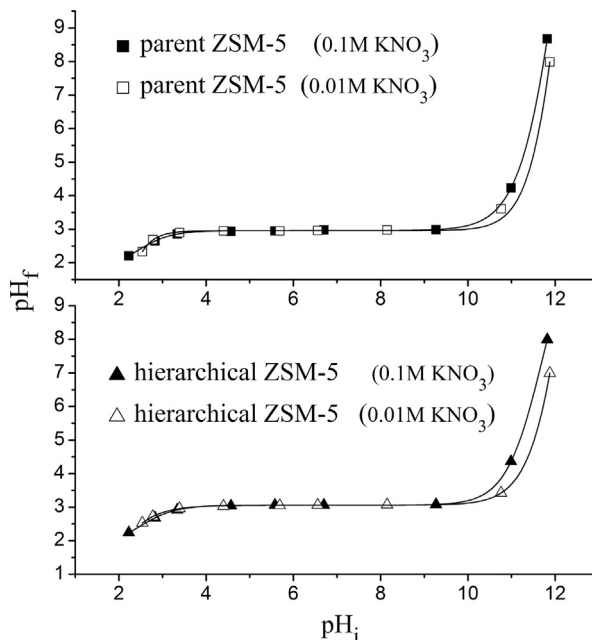 9
8
7
6
5
4
3
2
■ parent ZSM-5 (0.1M KNO₃)
□ parent ZSM-5 (0.01M KNO₃)
2 4 6 8 10 12
pH_f
9
8
7
6
5
4
3
2
1
▲ hierarchical ZSM-5 (0.1M KNO₃)
△ hierarchical ZSM-5 (0.01M KNO₃)
2 4 6 8 10 12
pH_i